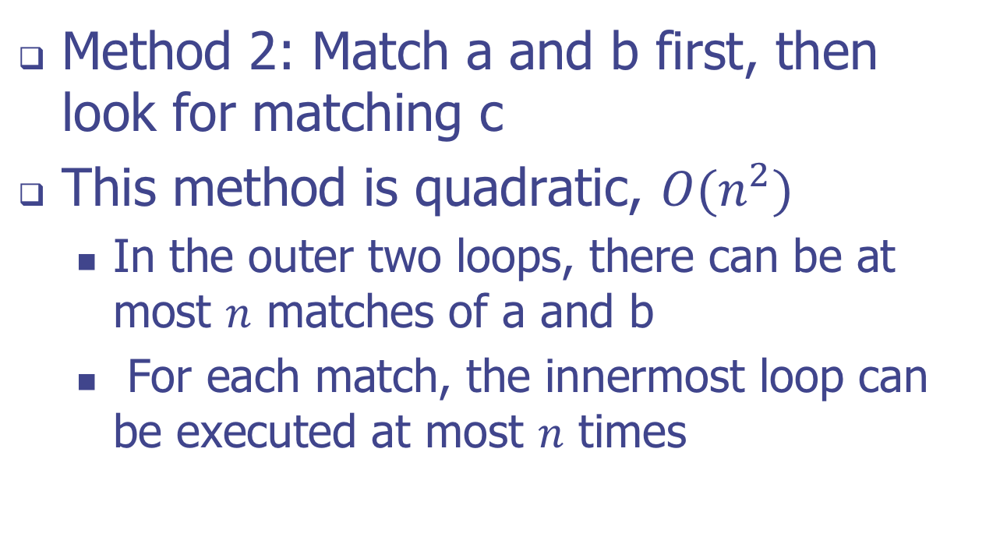 Method 2: Match a and b first, then
look for matching c
This method is quadratic, O(n²)
In the outer two loops, there can be at
most n matches of a and b
For each match, the innermost loop can
be executed at most n times